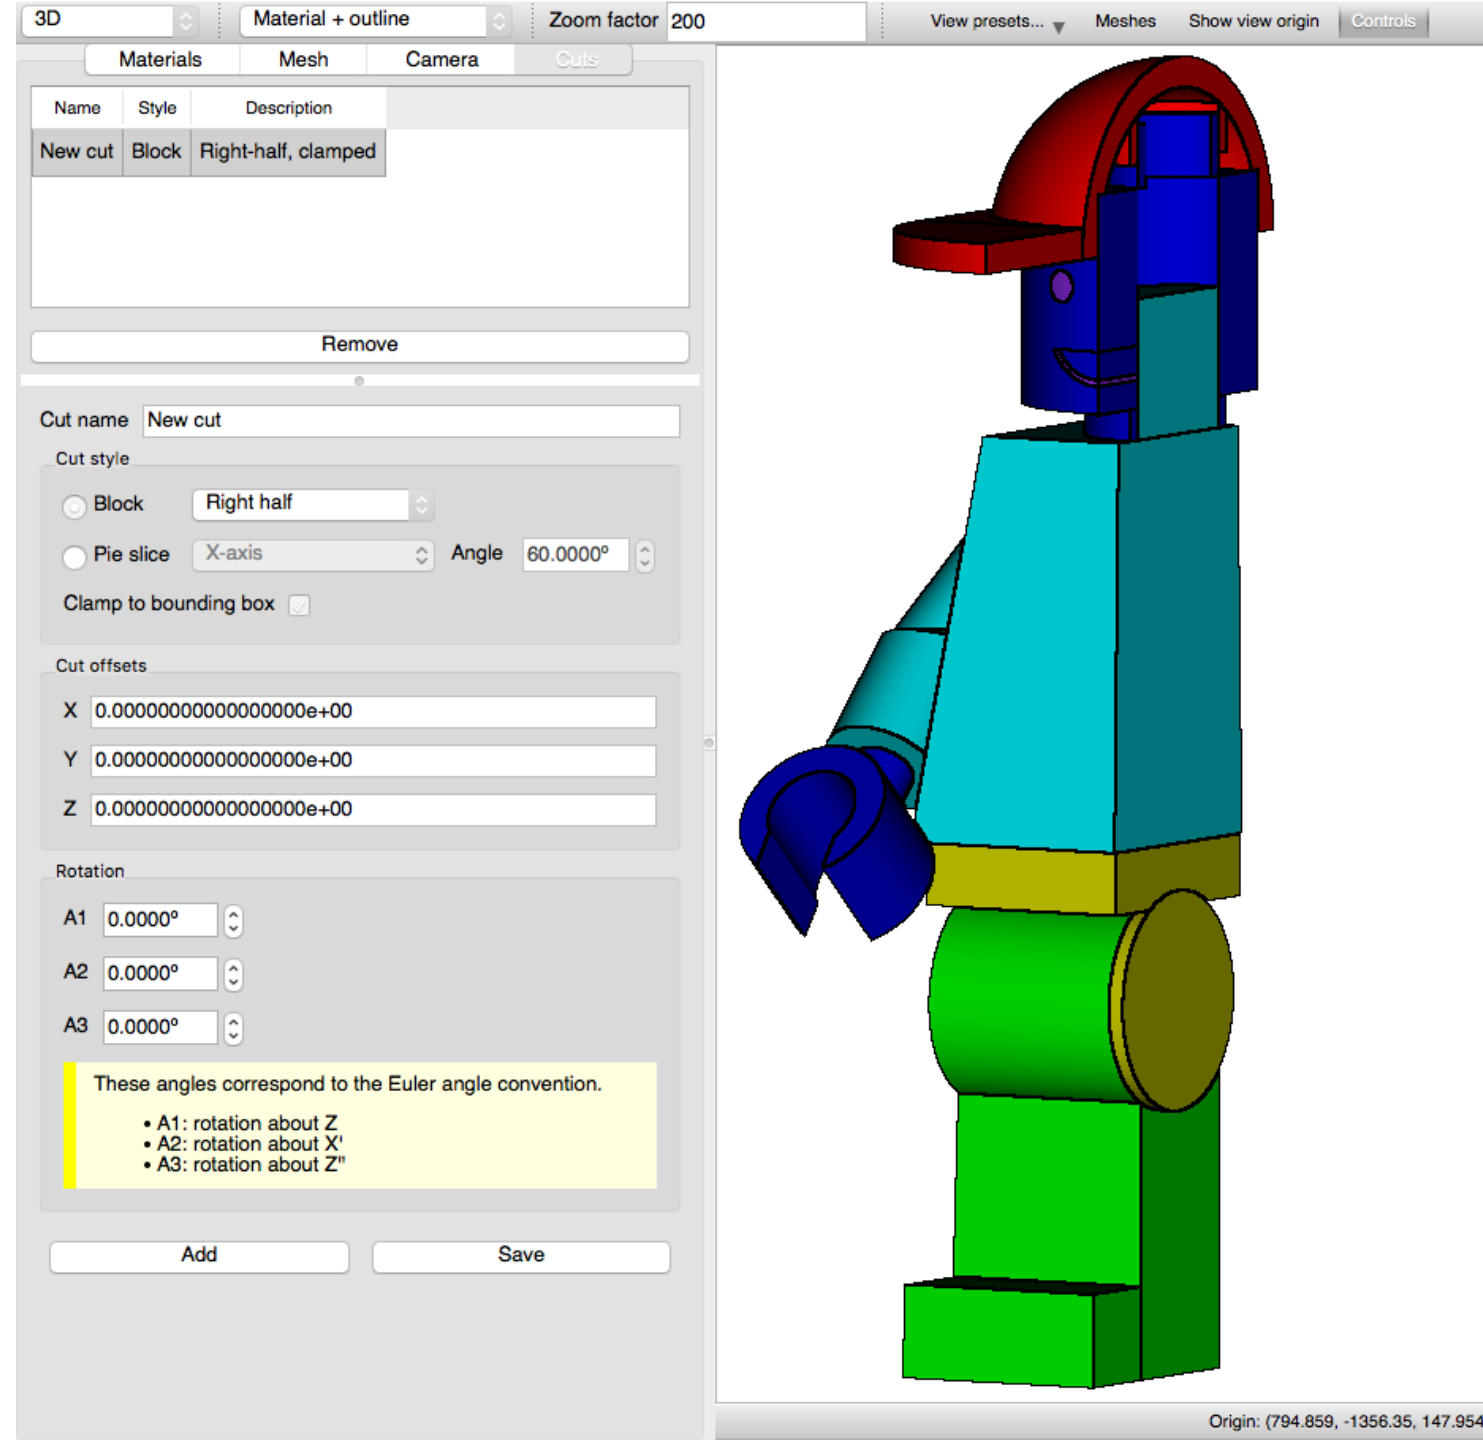 3D Material + outline Zoom factor 200 View presets... Meshes Show view origin Controls
Materials Mesh Camera Cuts
Name Style Description
New cut Block Right-half, clamped
Remove
Cut name New cut
Cut style
Block Right half
Pie slice X-axis Angle 60.0000°
Clamp to bounding box
Cut offsets
X 0.00000000000000000e+00
Y 0.00000000000000000e+00
Z 0.00000000000000000e+00
Rotation
A1 0.0000°
A2 0.0000°
A3 0.0000°
These angles correspond to the Euler angle convention.
• A1: rotation about Z
• A2: rotation about X'
• A3: rotation about Z"
Add Save
Origin: (794.859, -1356.35, 147.954